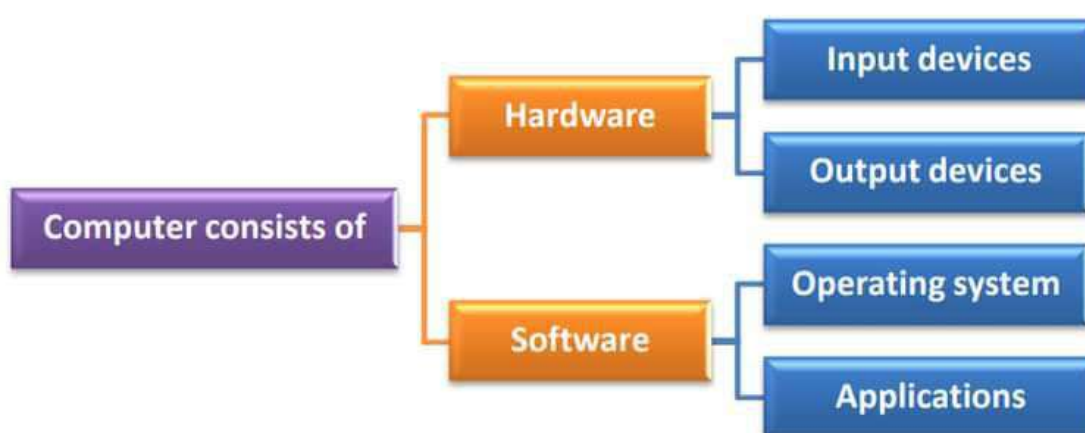 Computer consists of
Hardware
Input devices
Output devices
Software
Operating system
Applications